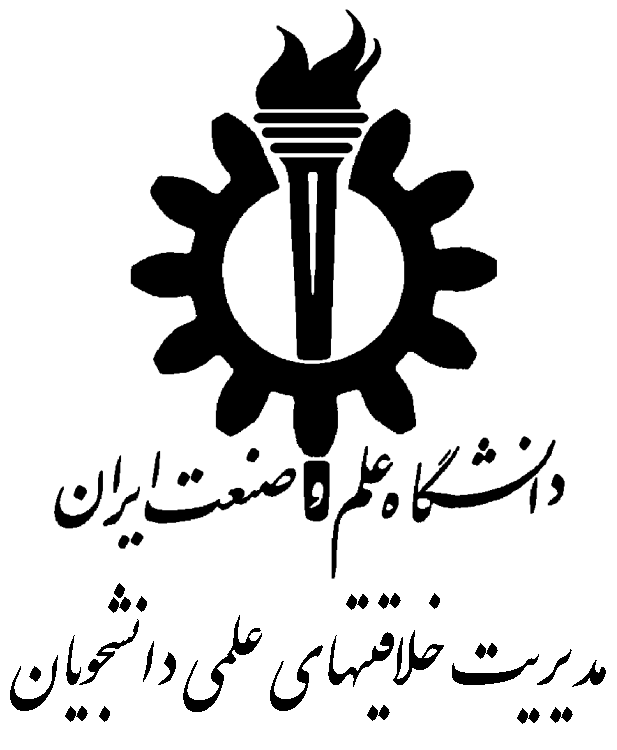 دانشگاه علم و صنعت ایران
مدیریت خلاقیتهای علمی دانشجویان